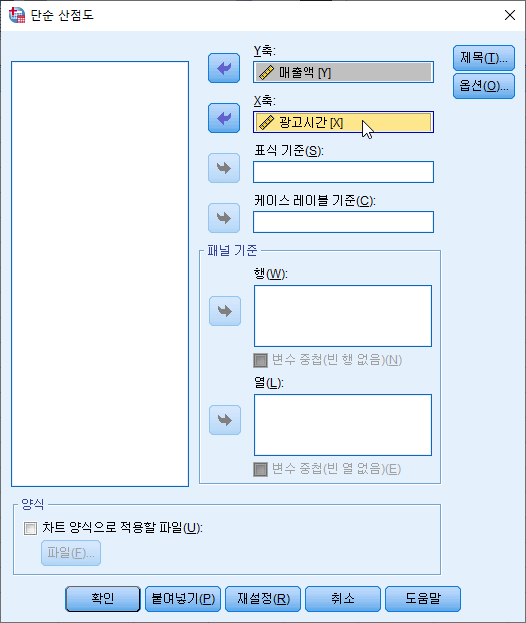 단순 산점도
Y축:
매출액 [Y]
제목(T)...
옵션(O)...
X축:
광고시간 [X]
표식 기준(S):
케이스 레이블 기준(C):
패널 기준
행(W):
변수 중첩(빈 행 없음)(N)
열(L):
변수 중첩(빈 열 없음)(E)
양식
차트 양식으로 적용할 파일(U):
파일(F)...
확인 붙여넣기(P) 재설정(R) 취소 도움말